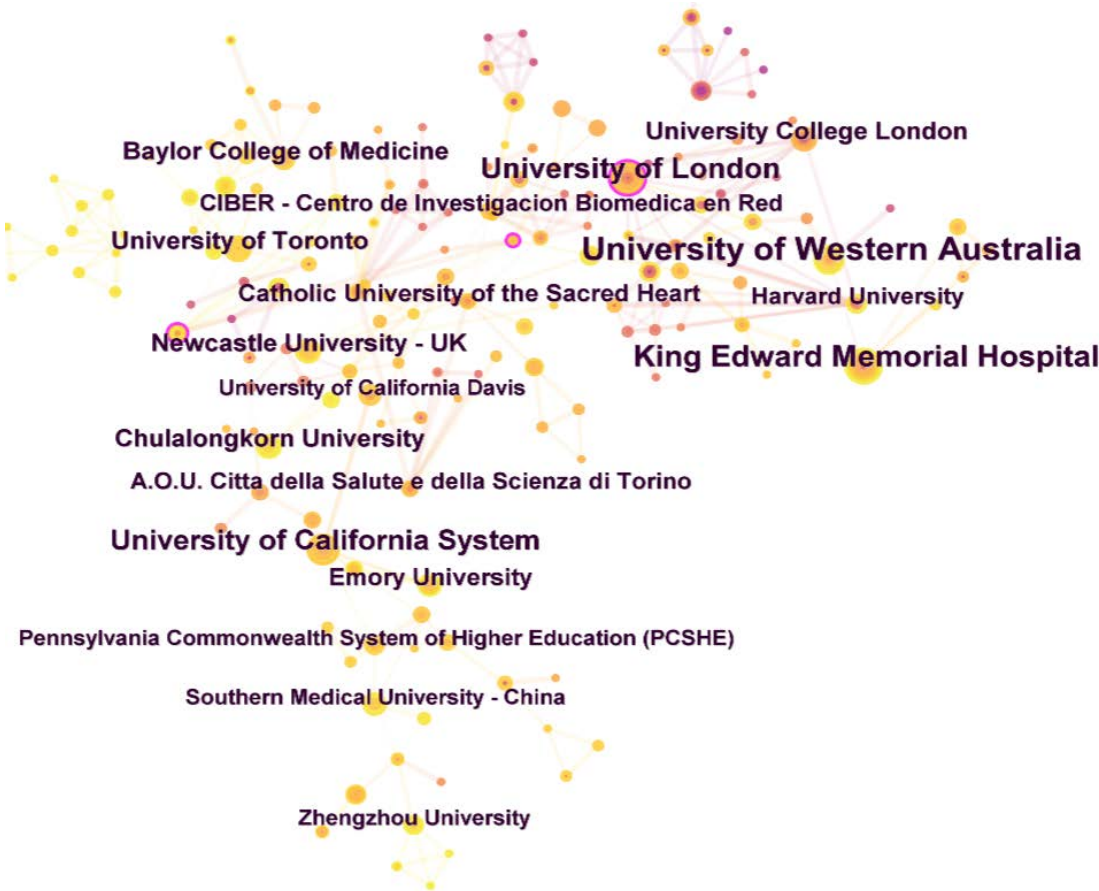 University College London
Baylor College of Medicine
University of London
CIBER - Centro de Investigacion Biomedica en Red
University of Toronto
University of Western Australia
Catholic University of the Sacred Heart
Harvard University
Newcastle University - UK
King Edward Memorial Hospital
University of California Davis
Chulalongkorn University
A.O.U. Citta della Salute e della Scienza di Torino
University of California System
Emory University
Pennsylvania Commonwealth System of Higher Education (PCSHE)
Southern Medical University - China
Zhengzhou University